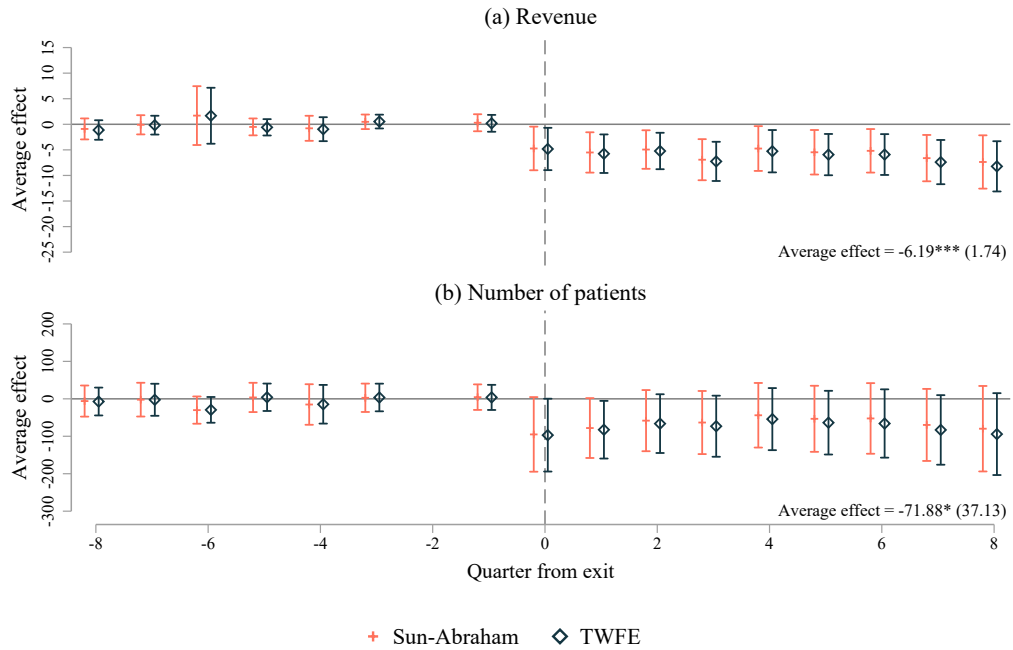 (a) Revenue
Average effect
15
10
5
0
-5
-10
-15
-20
-25
Average effect = -6.19*** (1.74)
(b) Number of patients
Average effect
200
100
0
-100
-200
-300
Average effect = -71.88* (37.13)
-8 -6 -4 -2 0 2 4 6 8
Quarter from exit
Sun-Abraham TWFE